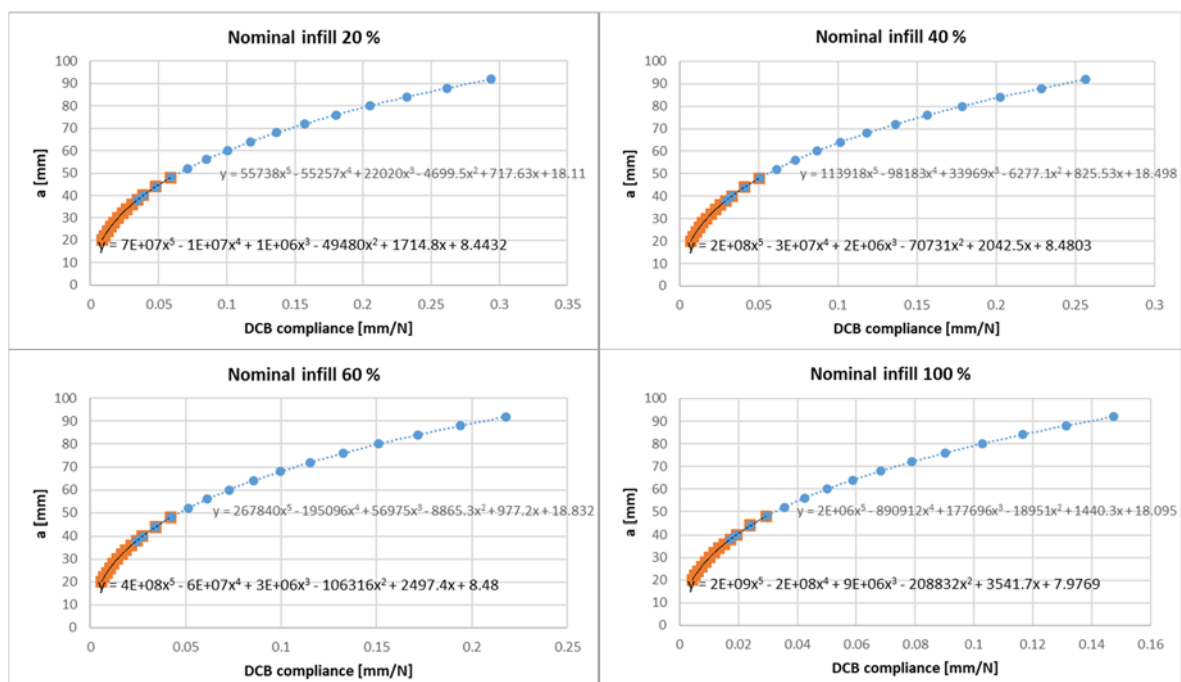 Nominal infill 20 %
100
90
80
70
60
50
40
30
20
10
0
a [mm]
y = 55738x⁵ - 55257x⁴ + 22020x³ - 4699.5x² + 717.63x + 18.11
y = 7E+07x⁵ - 1E+07x⁴ + 1E+06x³ - 49480x² + 1714.8x + 8.4432
0 0.05 0.1 0.15 0.2 0.25 0.3 0.35
DCB compliance [mm/N]
Nominal infill 40 %
100
90
80
70
60
50
40
30
20
10
0
a [mm]
y = 113918x⁵ - 98183x⁴ + 33969x³ - 6277.1x² + 825.53x + 18.498
y = 2E+08x⁵ - 3E+07x⁴ + 2E+06x³ - 70731x² + 2042.5x + 8.4803
0 0.05 0.1 0.15 0.2 0.25 0.3
DCB compliance [mm/N]
Nominal infill 60 %
100
90
80
70
60
50
40
30
20
10
0
a [mm]
y = 267840x⁵ - 195096x⁴ + 56975x³ - 8865.3x² + 977.2x + 18.832
y = 4E+08x⁵ - 6E+07x⁴ + 3E+06x³ - 106316x² + 2497.4x + 8.48
0 0.05 0.1 0.15 0.2 0.25
DCB compliance [mm/N]
Nominal infill 100 %
100
90
80
70
60
50
40
30
20
10
0
a [mm]
y = 2E+06x⁵ - 890912x⁴ + 177696x³ - 18951x² + 1440.3x + 18.095
y = 2E+09x⁵ - 2E+08x⁴ + 9E+06x³ - 208832x² + 3541.7x + 7.9769
0 0.02 0.04 0.06 0.08 0.1 0.12 0.14 0.16
DCB compliance [mm/N]